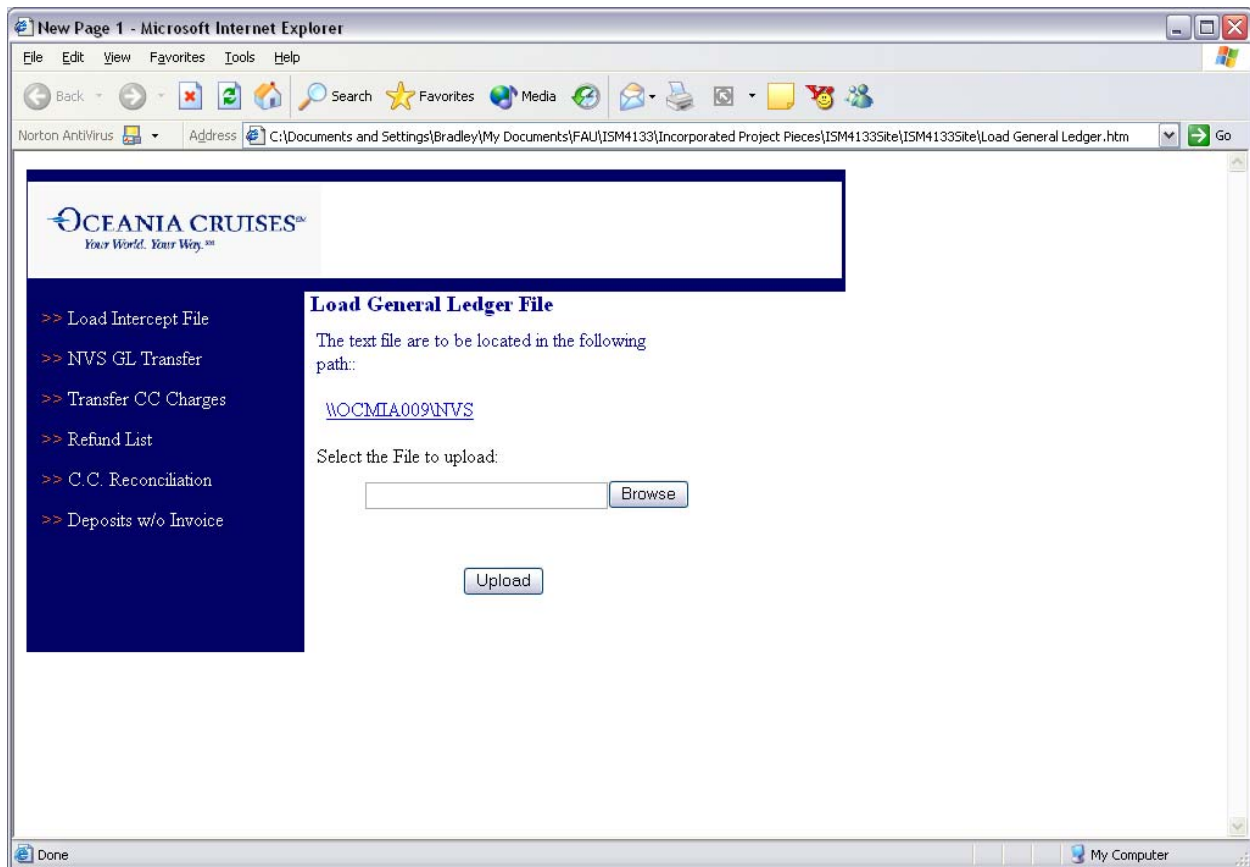 New Page 1 - Microsoft Internet Explorer
File Edit View Favorites Tools Help
Back Search Favorites Media
Norton AntiVirus Address C:\Documents and Settings\Bradley\My Documents\FAU\ISM4133\Incorporated Project Pieces\ISM4133Site\ISM4133Site\Load General Ledger.htm Go
OCEANIA CRUISES℠
Your World. Your Way.℠
>> Load Intercept File
>> NVS GL Transfer
>> Transfer CC Charges
>> Refund List
>> C.C. Reconciliation
>> Deposits w/o Invoice
Load General Ledger File
The text file are to be located in the following
path::
\\OCMIA009\NVS
Select the File to upload:
Browse
Upload
Done My Computer